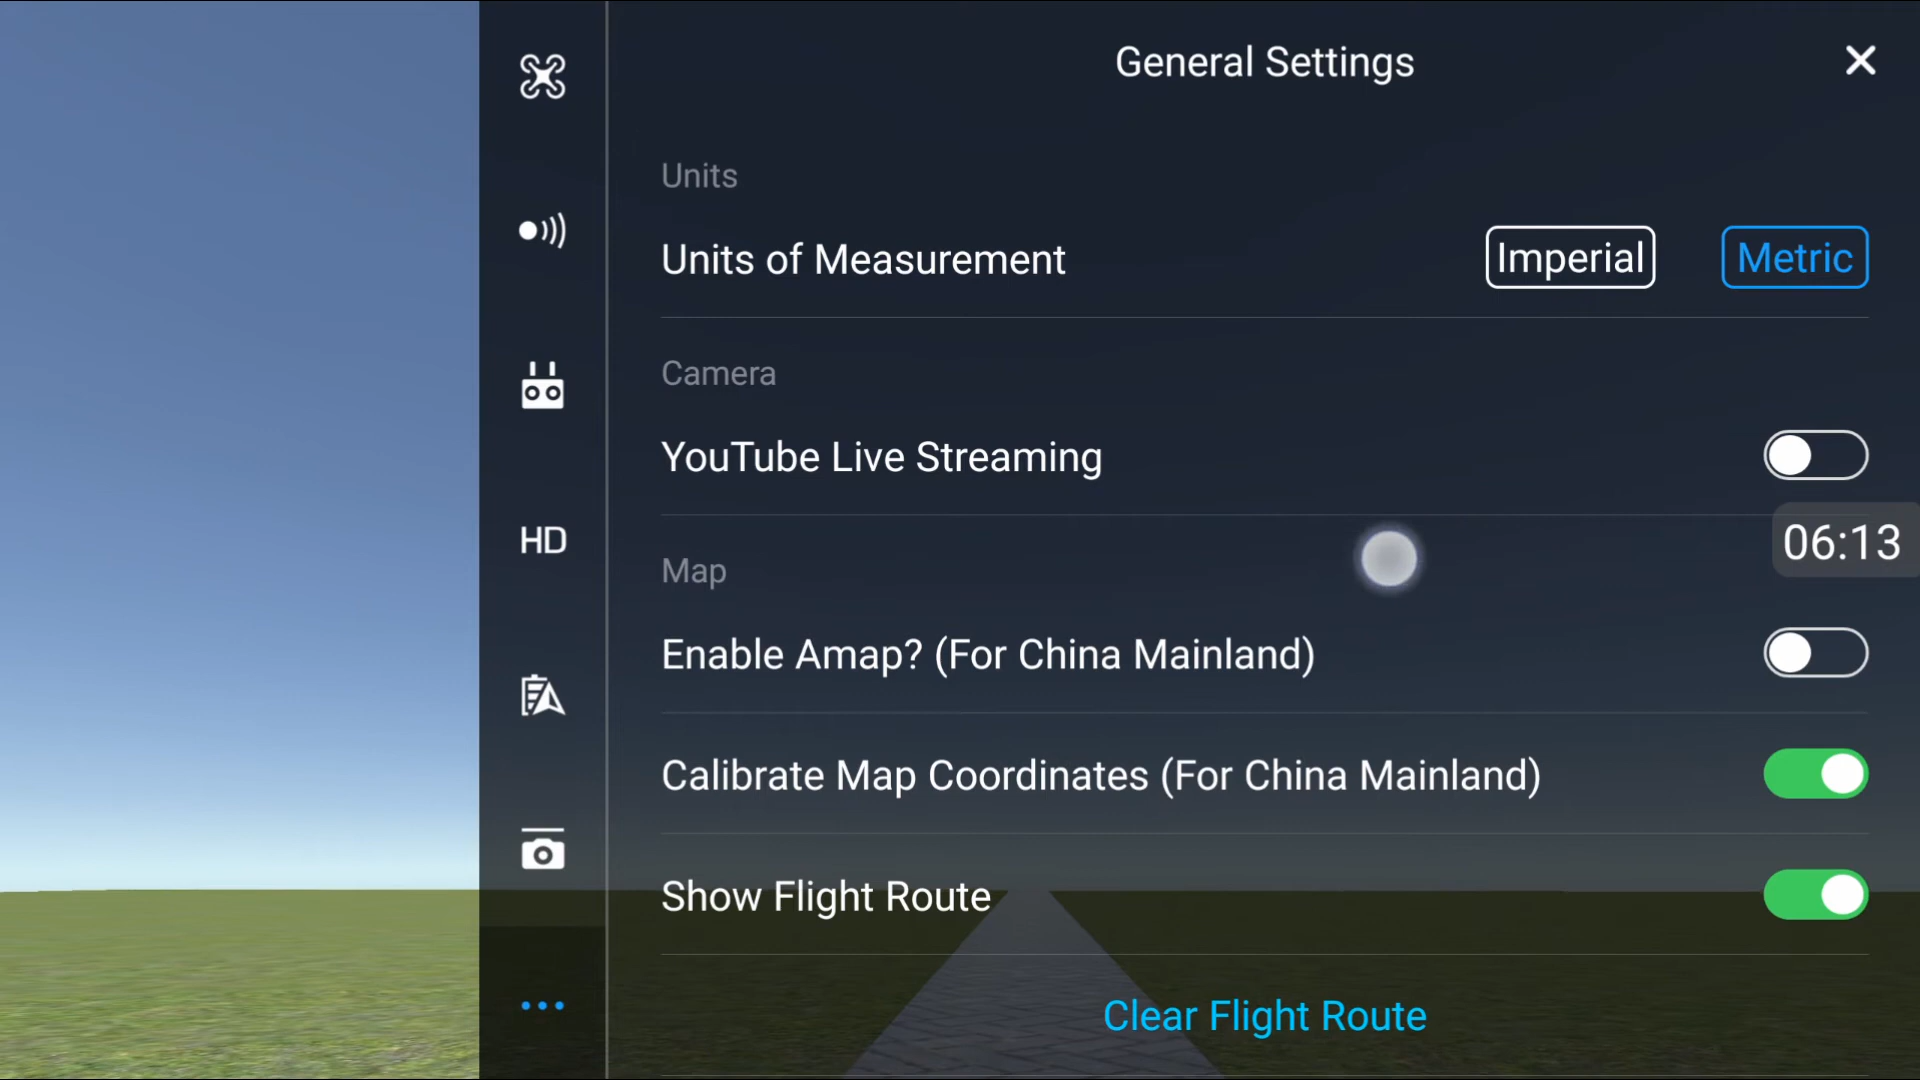 General Settings
Units
Units of Measurement
Imperial
Metric
Camera
YouTube Live Streaming
06:13
HD
Map
Enable Amap? (For China Mainland)
Calibrate Map Coordinates (For China Mainland)
Show Flight Route
Clear Flight Route